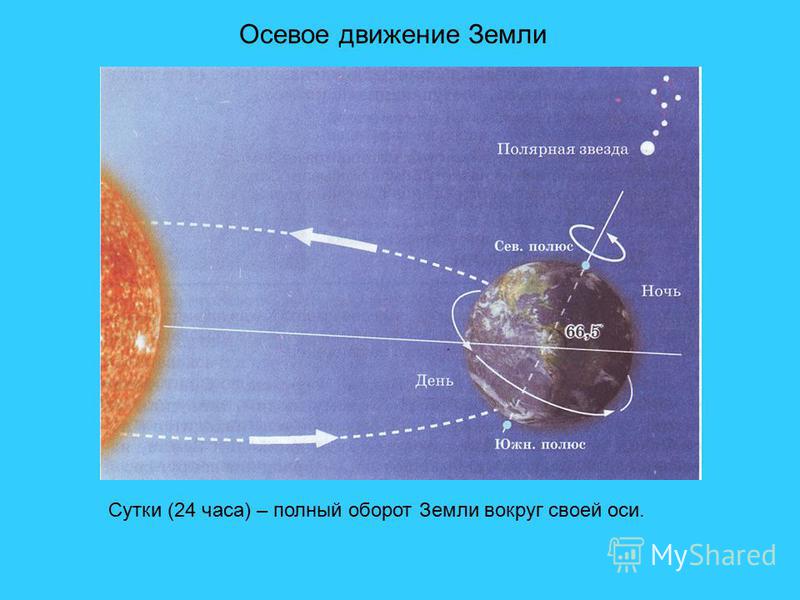 Осевое движение Земли
Полярная звезда
Сев. полюс
Ночь
66,5°
День
Южн. полюс
Сутки (24 часа) – полный оборот Земли вокруг своей оси.
MyShared